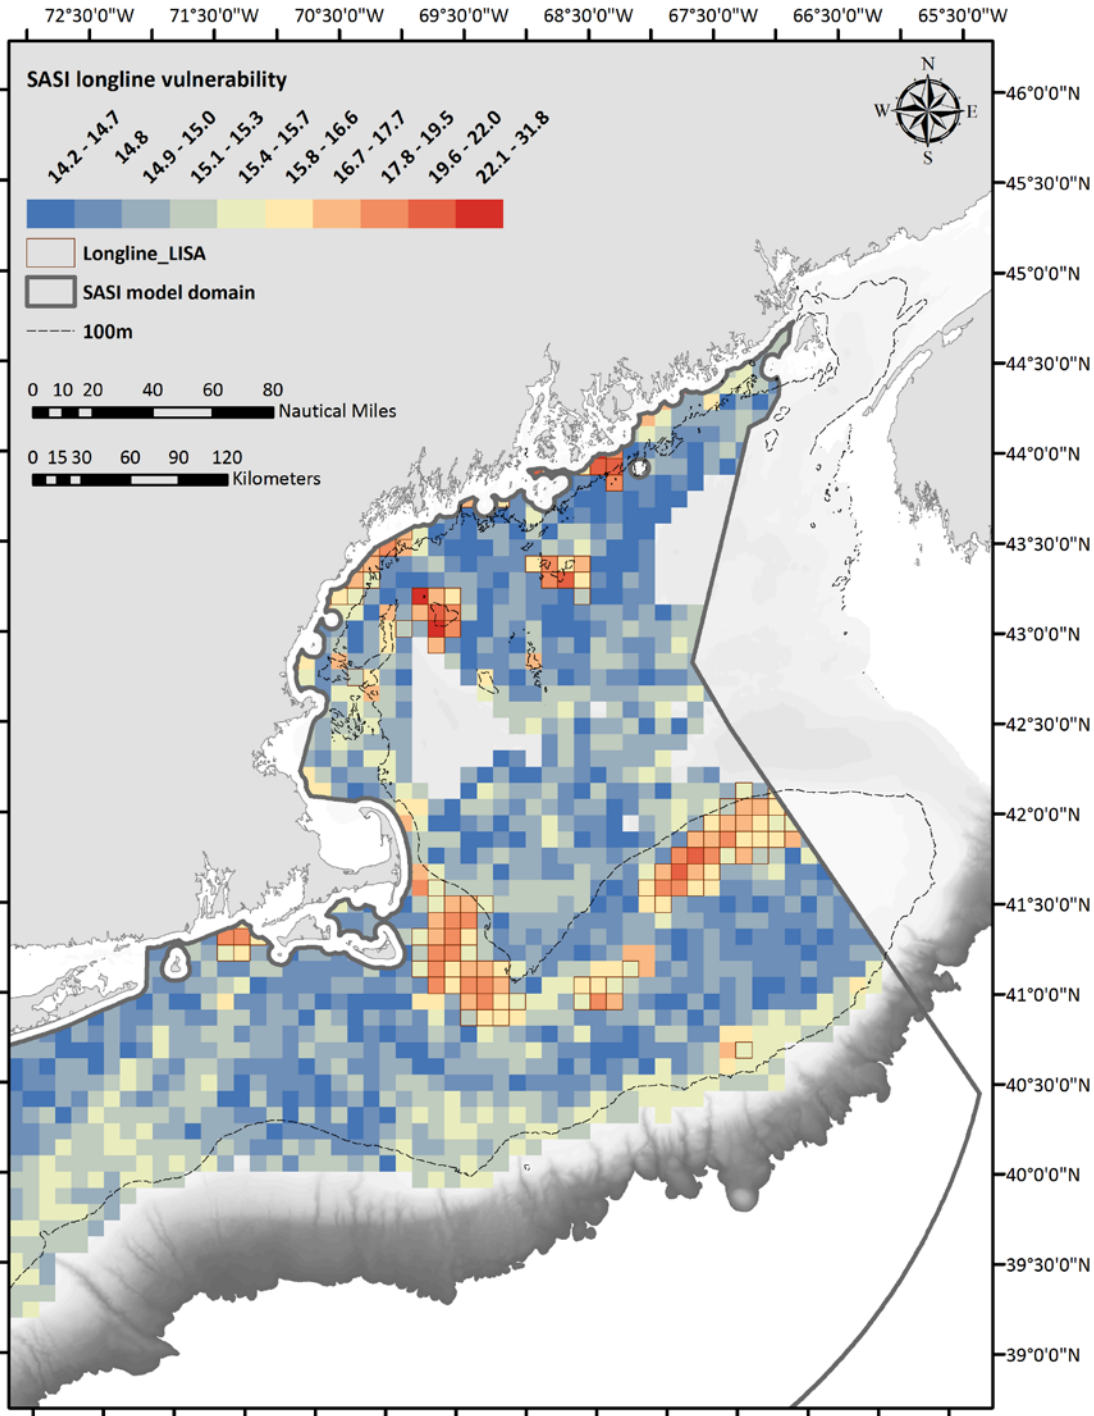 72°30'0"W 71°30'0"W 70°30'0"W 69°30'0"W 68°30'0"W 67°30'0"W 66°30'0"W 65°30'0"W
SASI longline vulnerability
14.2 - 14.7
14.8
14.9 - 15.0
15.1 - 15.3
15.4 - 15.7
15.8 - 16.6
16.7 - 17.7
17.8 - 19.5
19.6 - 22.0
22.1 - 31.8
Longline_LISA
SASI model domain
100m
0 10 20 40 60 80
Nautical Miles
0 15 30 60 90 120
Kilometers
N
W E
S
46°0'0"N
45°30'0"N
45°0'0"N
44°30'0"N
44°0'0"N
43°30'0"N
43°0'0"N
42°30'0"N
42°0'0"N
41°30'0"N
41°0'0"N
40°30'0"N
40°0'0"N
39°30'0"N
39°0'0"N